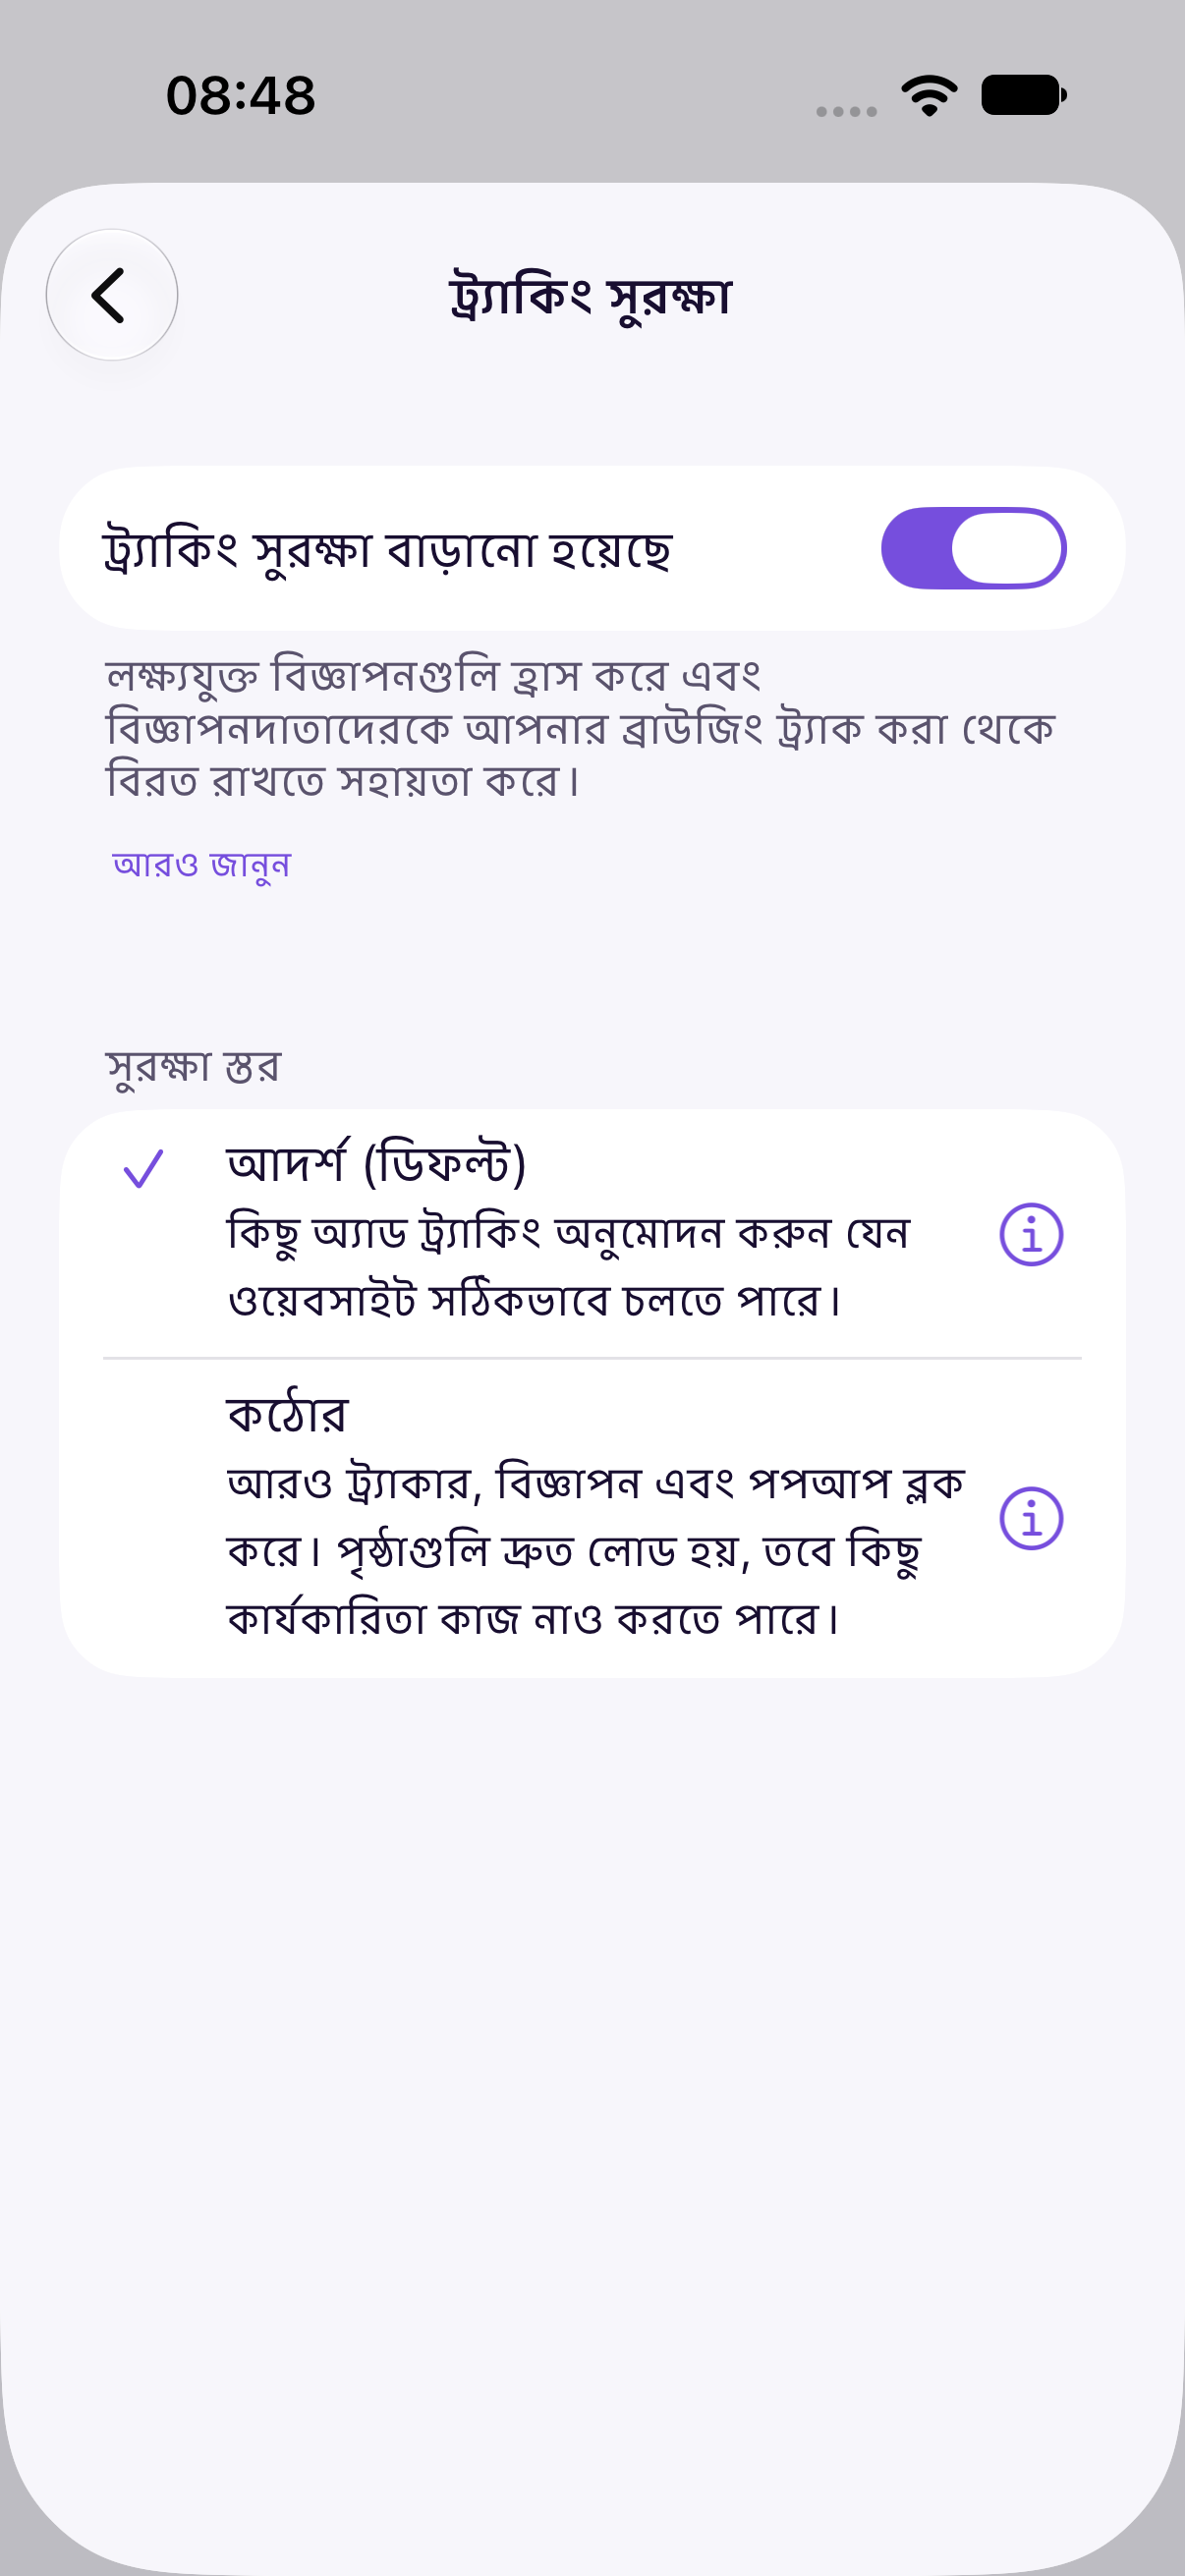 08:48
ট্র্যাকিং সুরক্ষা
ট্র্যাকিং সুরক্ষা বাড়ানো হয়েছে
লক্ষ্যযুক্ত বিজ্ঞাপনগুলি হ্রাস করে এবং
বিজ্ঞাপনদাতাদেরকে আপনার ব্রাউজিং ট্র্যাক করা থেকে
বিরত রাখতে সহায়তা করে।
আরও জানুন
সুরক্ষা স্তর
আদর্শ (ডিফল্ট)
কিছু অ্যাড ট্র্যাকিং অনুমোদন করুন যেন
ওয়েবসাইট সঠিকভাবে চলতে পারে।
কঠোর
আরও ট্র্যাকার, বিজ্ঞাপন এবং পপআপ ব্লক
করে। পৃষ্ঠাগুলি দ্রুত লোড হয়, তবে কিছু
কার্যকারিতা কাজ নাও করতে পারে।